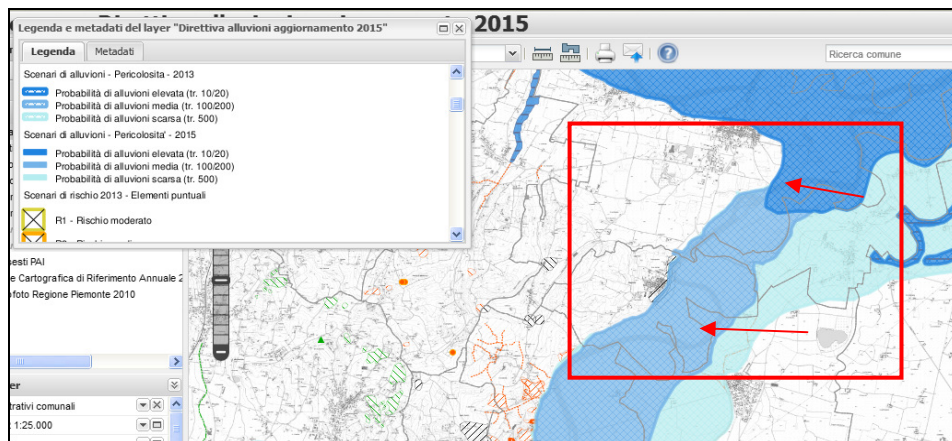 2015
Legenda e metadati del layer "Direttiva alluvioni aggiornamento 2015"
Legenda Metadati
Ricerca comune
Scenari di alluvioni - Pericolosita - 2013
Probabilità di alluvioni elevata (tr. 10/20)
Probabilità di alluvioni media (tr. 100/200)
Probabilità di alluvioni scarsa (tr. 500)
Scenari di alluvioni - Pericolosita' - 2015
Probabilità di alluvioni elevata (tr. 10/20)
Probabilità di alluvioni media (tr. 100/200)
Probabilità di alluvioni scarsa (tr. 500)
Scenari di rischio 2013 - Elementi puntuali
R1 - Rischio moderato
sesti PAI
e Cartografica di Riferimento Annuale 2
ofoto Regione Piemonte 2010
er
trativi comunali
1:25.000